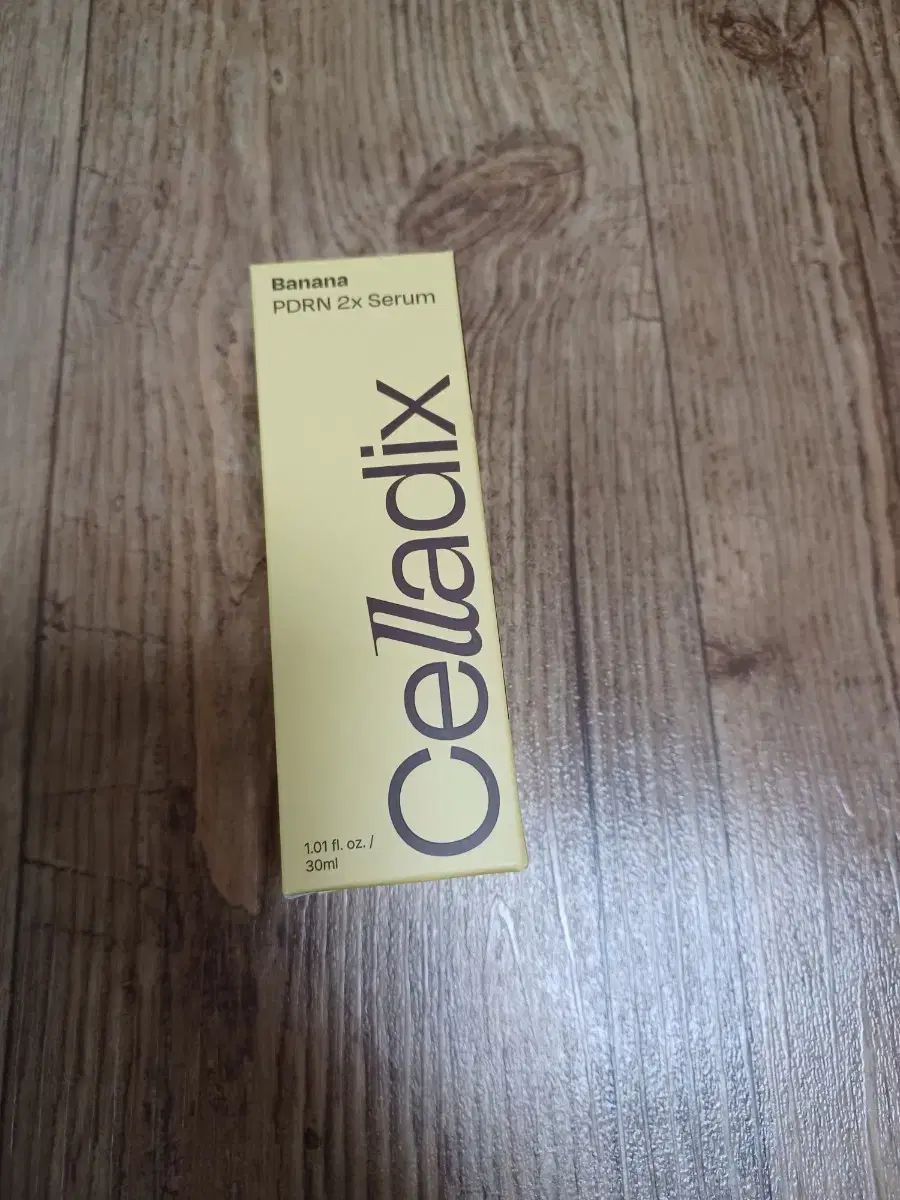 Banana
PDRN 2x Serum
Celladix
1.01 fl. oz. /
30ml